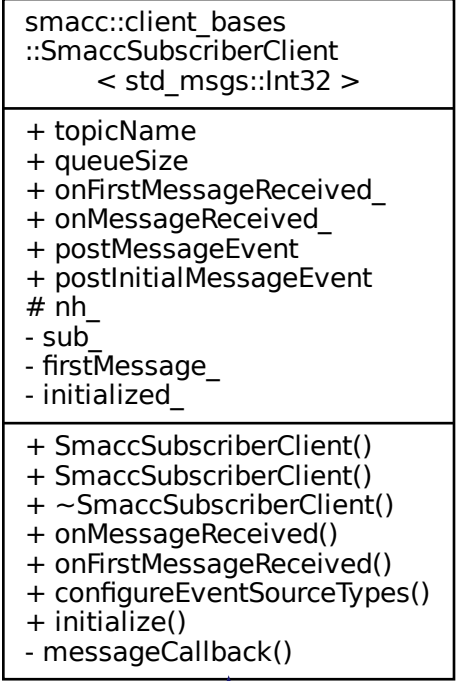 smacc::client_bases
::SmaccSubscriberClient
< std_msgs::Int32 >
+ topicName
+ queueSize
+ onFirstMessageReceived_
+ onMessageReceived_
+ postMessageEvent
+ postInitialMessageEvent
# nh_
- sub_
- firstMessage_
- initialized_
+ SmaccSubscriberClient()
+ SmaccSubscriberClient()
+ ~SmaccSubscriberClient()
+ onMessageReceived()
+ onFirstMessageReceived()
+ configureEventSourceTypes()
+ initialize()
- messageCallback()